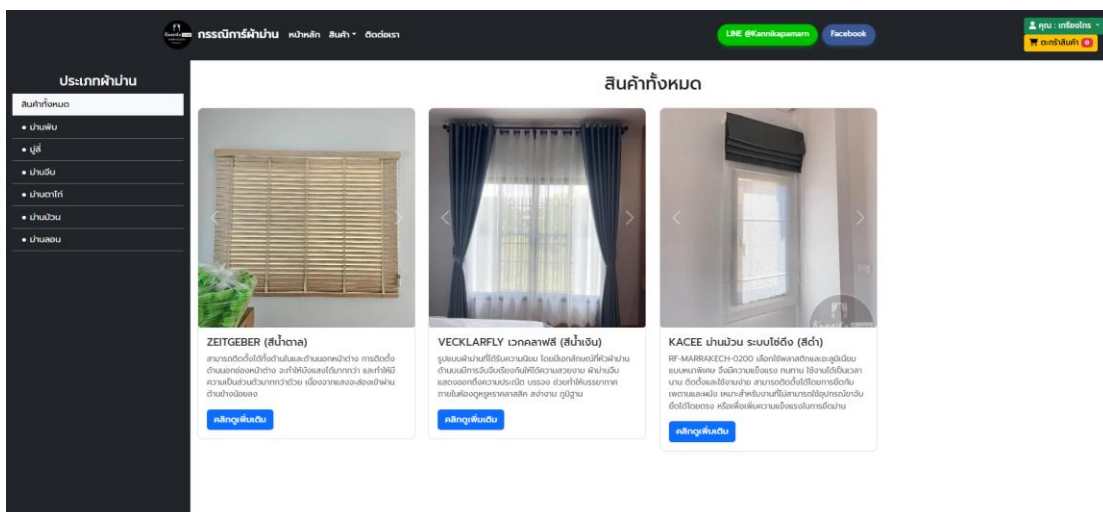 กรรณิการ์ผ้าม่าน หน้าหลัก สินค้า ติดต่อเรา
LINE @Kannikapamarn
Facebook
คุณ : เกรียงไกร
ตะกร้าสินค้า 0
ประเภทผ้าม่าน
สินค้าทั้งหมด
● ม่านพับ
● มู่ลี่
● ม่านจีบ
● ม่านตาไก่
● ม่านม้วน
● ม่านลอน
สินค้าทั้งหมด
ZEITGEBER (สีน้ำตาล)
สามารถติดตั้งได้ทั้งด้านในและด้านนอกหน้าต่าง การติดตั้ง
ด้านนอกช่องหน้าต่าง จะทำให้บังแสงได้มากกว่า และทำให้มี
ความเป็นส่วนตัวมากกว่าด้วย เนื่องจากแสงจะส่องเข้าผ่าน
ด้านข้างน้อยลง
คลิกดูเพิ่มเติม
VECKLARFLY เวกคลาฟลี (สีน้ำเงิน)
รูปแบบผ้าม่านที่ได้รับความนิยม โดยมีเอกลักษณ์ที่หัวผ้าม่าน
ด้านบนมีการจับจีบเรียงกันให้ได้ความสวยงาม ผ้าม่านจีบ
แสดงออกถึงความประณีต บรรจง ช่วยทำให้บรรยากาศ
ภายในห้องดูหรูหราคลาสสิค สง่างาม ภูมิฐาน
คลิกดูเพิ่มเติม
KACEE ม่านม้วน ระบบโซ่ดึง (สีดำ)
RF-MARRAKECH-0200 เลือกใช้พลาสติกและอะลูมิเนียม
แบบหนาพิเศษ จึงมีความแข็งแรง ทนทาน ใช้งานได้เป็นเวลา
นาน ติดตั้งและใช้งานง่าย สามารถติดตั้งได้โดยการยึดกับ
เพดานและผนัง เหมาะสำหรับงานที่ไม่สามารถใช้อุปกรณ์ขาจับ
ยึดได้โดยตรง หรือเพื่อเพิ่มความแข็งแรงในการยึดม่าน
คลิกดูเพิ่มเติม